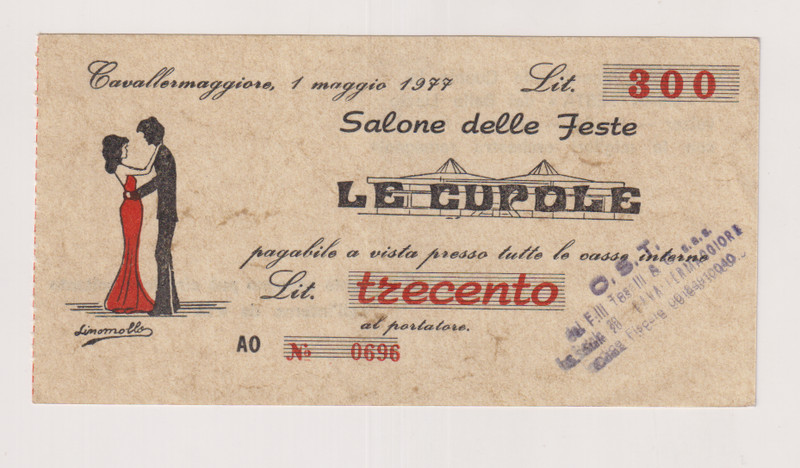 Cavallermaggiore, 1 maggio 1977 Lit. 300
Salone delle Feste
LE CUPOLE
pagabile a vista presso tutte le casse interne
Lit. trecento
al portatore.
Linomollo
AO No 0696
O.S.T.
s.a.s.